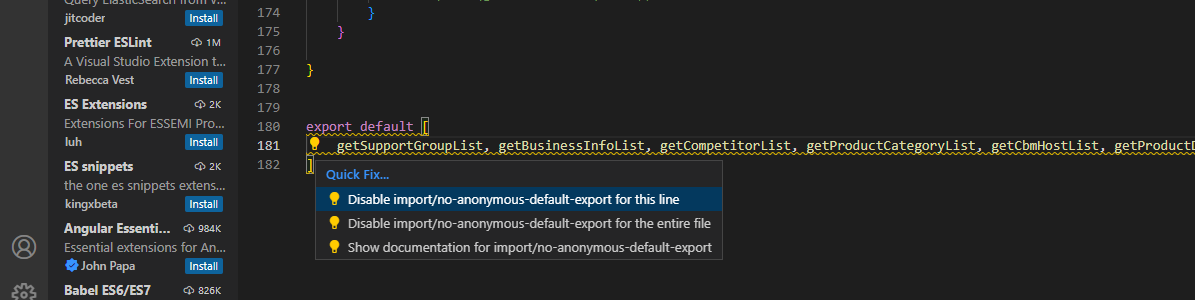 jitcoder Install
Prettier ESLint 1M
A Visual Studio Extension t...
Rebecca Vest Install
ES Extensions 2K
Extensions For ESSEMI Pro...
luh Install
ES snippets 2K
the one es snippets extens...
kingxbeta Install
Angular Essenti... 984K
Essential extensions for An...
John Papa Install
Babel ES6/ES7 826K
174 }
175 }
176
177 }
178
179
180 export default [
181 getSupportGroupList, getBusinessInfoList, getCompetitorList, getProductCategoryList, getCbmHostList,
182 ]
Quick Fix...
Disable import/no-anonymous-default-export for this line
Disable import/no-anonymous-default-export for the entire file
Show documentation for import/no-anonymous-default-export